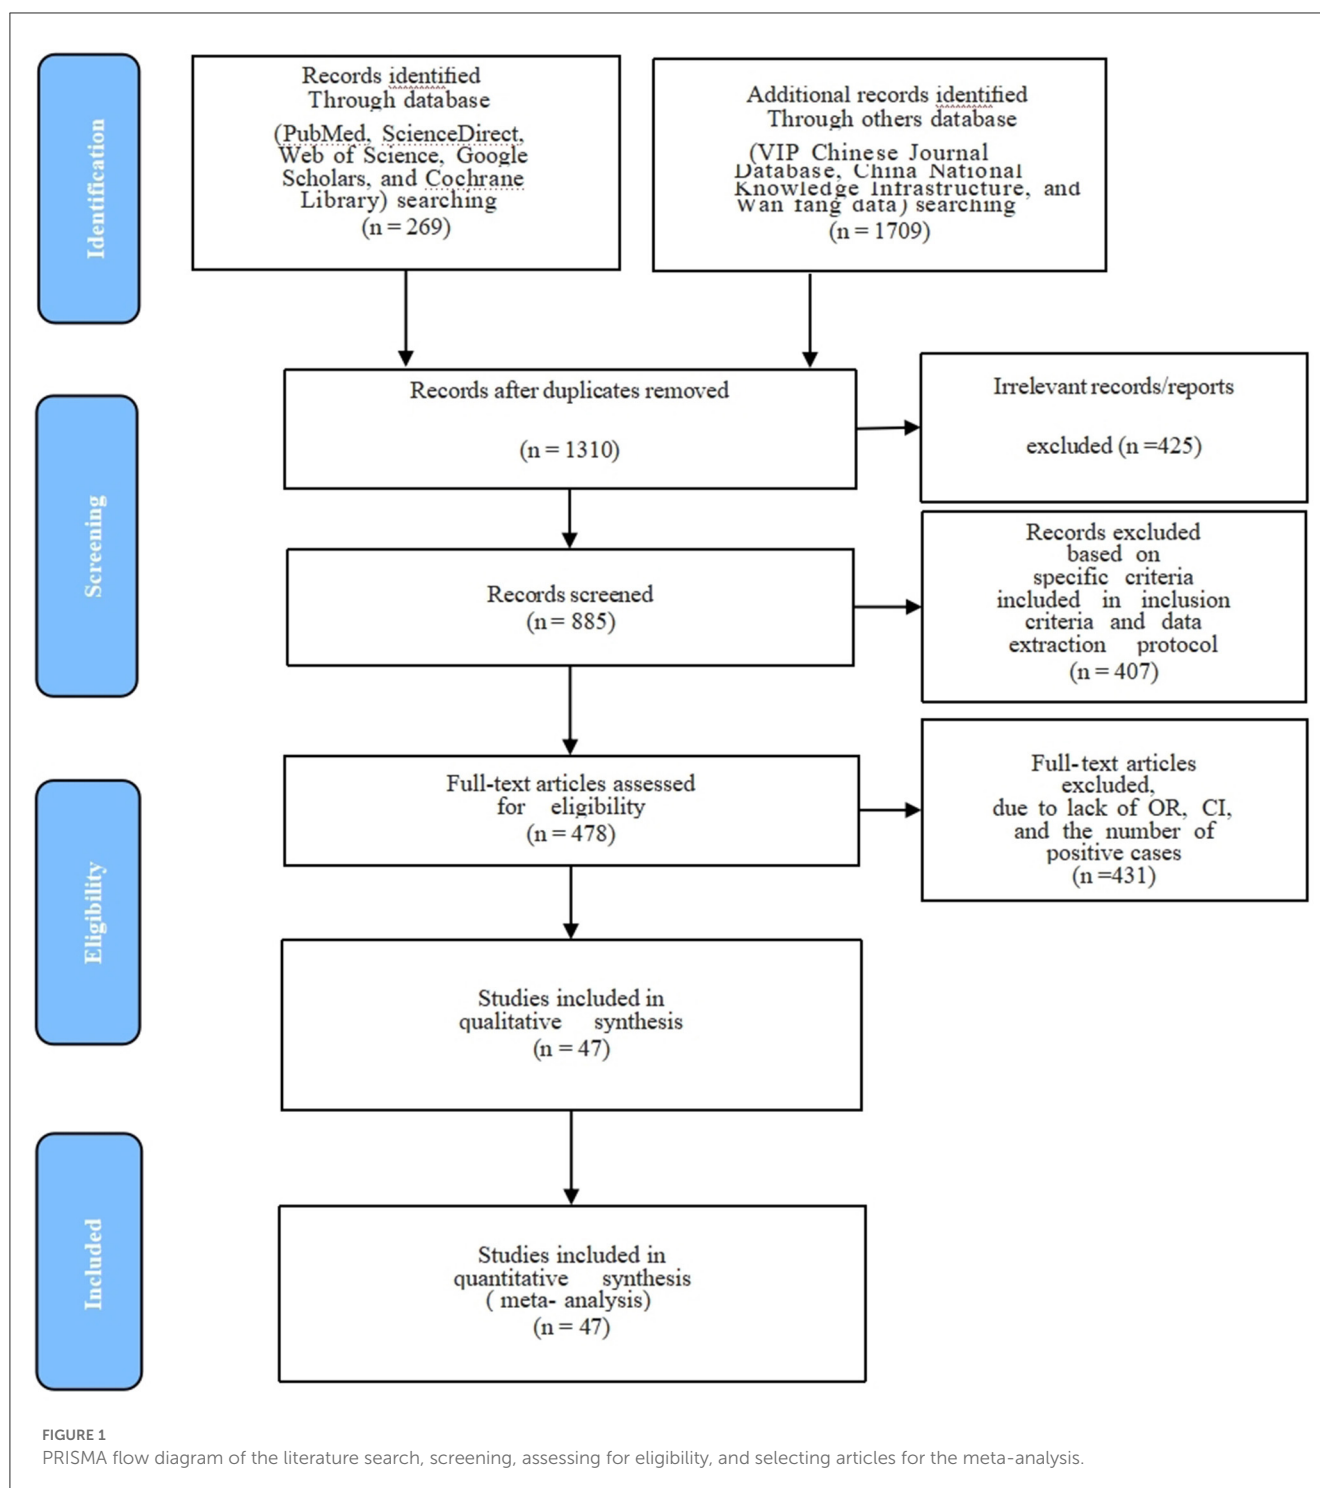 Identification
Records identified
Through database
(PubMed, ScienceDirect,
Web of Science, Google
Scholars, and Cochrane
Library) searching
(n = 269)
Additional records identified
Through others database
(VIP Chinese Journal
Database, China National
Knowledge Infrastructure, and
Wan fang data) searching
(n = 1709)
Screening
Records after duplicates removed
(n = 1310)
Irrelevant records/reports
excluded (n =425)
Records screened
(n = 885)
Records excluded
based on
specific criteria
included in inclusion
criteria and data
extraction protocol
(n = 407)
Eligibility
Full-text articles assessed
for eligibility
(n = 478)
Full-text articles
excluded,
due to lack of OR, CI,
and the number of
positive cases
(n =431)
Studies included in
qualitative synthesis
(n = 47)
Included
Studies included in
quantitative synthesis
( meta- analysis)
(n = 47)
FIGURE 1
PRISMA flow diagram of the literature search, screening, assessing for eligibility, and selecting articles for the meta-analysis.